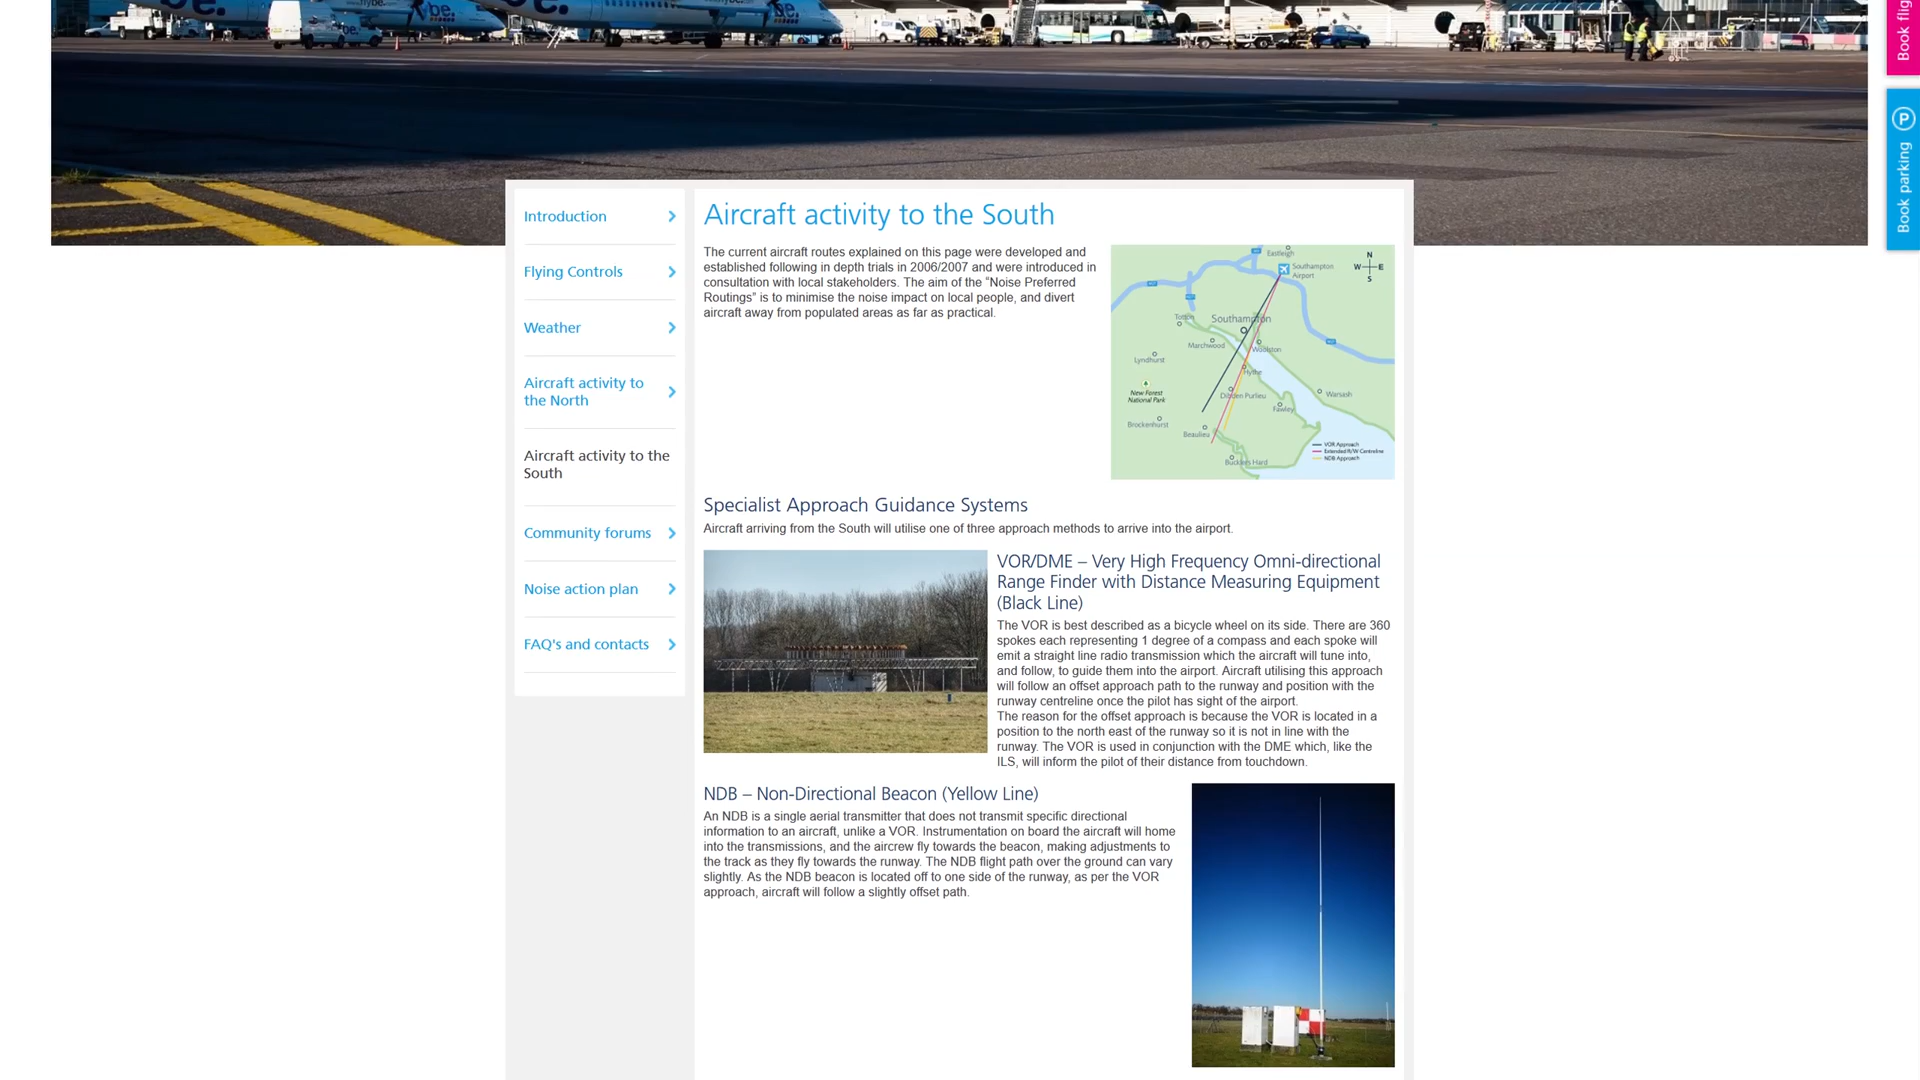 be.
flybe.
be.
be.
be.
Book parking
Introduction
Flying Controls
Weather
Aircraft activity to
the North
Aircraft activity to the
South
Community forums
Noise action plan
FAQ's and contacts
Aircraft activity to the South
The current aircraft routes explained on this page were developed and
established following in depth trials in 2006/2007 and were introduced in
consultation with local stakeholders. The aim of the “Noise Preferred
Routings” is to minimise the noise impact on local people, and divert
aircraft away from populated areas as far as practical.
Eastleigh
Southampton
Airport
N
W E
S
Totton
Southampton
Marchwood
Woolston
Lyndhurst
Hythe
New Forest
National Park
Dibden Purlieu
Warsash
Fawley
Brockenhurst
Beaulieu
Bucklers Hard
VOR Approach
Extended R/W Centreline
NDB Approach
Specialist Approach Guidance Systems
Aircraft arriving from the South will utilise one of three approach methods to arrive into the airport.
VOR/DME – Very High Frequency Omni-directional
Range Finder with Distance Measuring Equipment
(Black Line)
The VOR is best described as a bicycle wheel on its side. There are 360
spokes each representing 1 degree of a compass and each spoke will
emit a straight line radio transmission which the aircraft will tune into,
and follow, to guide them into the airport. Aircraft utilising this approach
will follow an offset approach path to the runway and position with the
runway centreline once the pilot has sight of the airport.
The reason for the offset approach is because the VOR is located in a
position to the north east of the runway so it is not in line with the
runway. The VOR is used in conjunction with the DME which, like the
ILS, will inform the pilot of their distance from touchdown.
NDB – Non-Directional Beacon (Yellow Line)
An NDB is a single aerial transmitter that does not transmit specific directional
information to an aircraft, unlike a VOR. Instrumentation on board the aircraft will home
into the transmissions, and the aircrew fly towards the beacon, making adjustments to
the track as they fly towards the runway. The NDB flight path over the ground can vary
slightly. As the NDB beacon is located off to one side of the runway, as per the VOR
approach, aircraft will follow a slightly offset path.